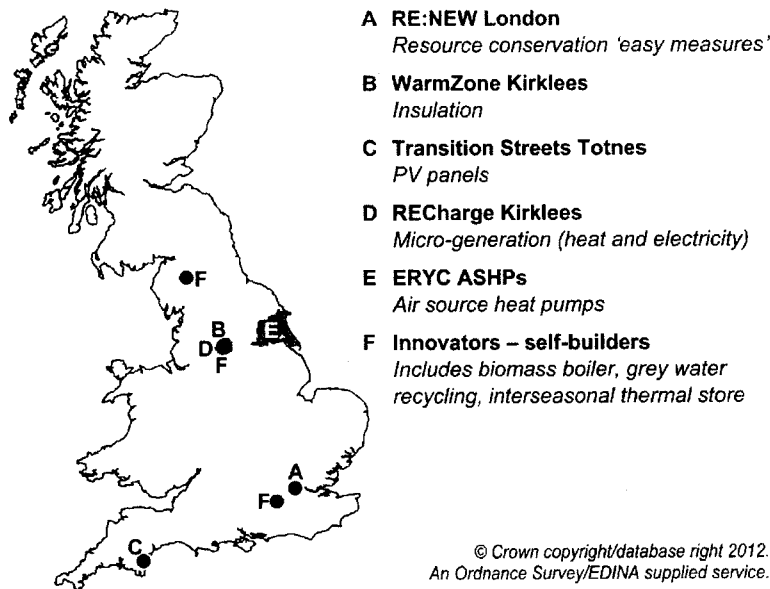 A RE:NEW London
Resource conservation ‘easy measures’
B WarmZone Kirklees
Insulation
C Transition Streets Totnes
PV panels
D RECharge Kirklees
Micro-generation (heat and electricity)
E ERYC ASHPs
Air source heat pumps
F Innovators – self-builders
Includes biomass boiler, grey water
recycling, interseasonal thermal store
F
B
E
D
F
A
F
C
© Crown copyright/database right 2012.
An Ordnance Survey/EDINA supplied service.